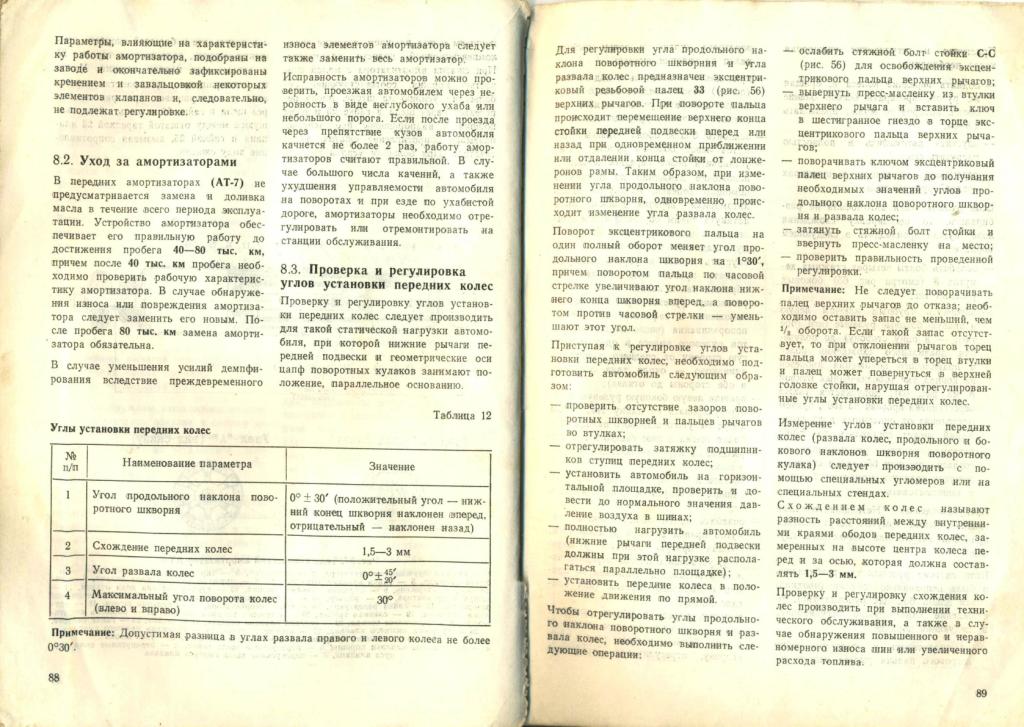 Параметры, влияющие на характеристи-
ку работы амортизатора, подобраны на
заводе и окончательно зафиксированы
кренением и завальцовкой некоторых
элементов клапанов и, следовательно,
не подлежат регулировке.
8.2. Уход за амортизаторами
В передних амортизаторах (АТ-7) не
предусматривается замена и доливка
масла в течение всего периода эксплуа-
тации. Устройство амортизатора обес-
печивает его правильную работу до
достижения пробега 40—80 тыс. км,
причем после 40 тыс. км пробега необ-
ходимо проверить рабочую характерис-
тику амортизатора. В случае обнаруже-
ния износа или повреждения амортиза-
тора следует заменить его новым. По-
сле пробега 80 тыс. км замена аморти-
затора обязательна.
В случае уменьшения усилий демпфи-
рования вследствие преждевременного
износа элементов амортизатора следует
также заменить весь амортизатор.
Исправность амортизаторов можно про-
верить, проезжая автомобилем через не-
ровность в виде неглубокого ухаба или
небольшого порога. Если после проезда
через препятствие кузов автомобиля
качнется не более 2 раз, работу амор-
тизаторов считают правильной. В слу-
чае большого числа качений, а также
ухудшения управляемости автомобиля
на поворотах и при езде по ухабистой
дороге, амортизаторы необходимо отре-
гулировать или отремонтировать на
станции обслуживания.
8.3. Проверка и регулировка
углов установки передних колес
Проверку и регулировку углов установ-
ки передних колес следует производить
для такой статической нагрузки автомо-
биля, при которой нижние рычаги пе-
редней подвески и геометрические оси
цапф поворотных кулаков занимают по-
ложение, параллельное основанию.
Таблица 12
Углы установки передних колес
№ п/п Наименование параметра Значение
1 Угол продольного наклона пово-
ротного шкворня
0° ± 30′ (положительный угол — ниж-
ний конец шкворня наклонен вперед,
отрицательный — наклонен назад)
2 Схождение передних колес 1,5—3 мм
3 Угол развала колес 0°± 45′ 20′
4 Максимальный угол поворота колес
(влево и вправо)
30°
Примечание: Допустимая разница в углах развала правого и левого колеса не более
0°30′.
88
Для регулировки угла продольного на-
клона поворотного шкворня и угла
развала колес предназначен эксцентри-
ковый резьбовой палец 33 (рис. 56)
верхних рычагов. При повороте пальца
происходит перемещение верхнего конца
стойки передней подвески вперед или
назад при одновременном приближении
или отдалении конца стойки от лонже-
ронов рамы. Таким образом, при изме-
нении угла продольного наклона пово-
ротного шкворня, одновременно проис-
ходит изменение угла развала колес.
Поворот эксцентрикового пальца на
один полный оборот меняет угол про-
дольного наклона шкворня на 1°30′,
причем поворотом пальца по часовой
стрелке увеличивают угол наклона ниж-
него конца шкворня вперед, а поворо-
том против часовой стрелки — умень-
шают этот угол.
Приступая к регулировке углов уста-
новки передних колес, необходимо под-
готовить автомобиль следующим обра-
зом:
— проверить отсутствие зазоров пово-
ротных шкворней и пальцев рычагов
во втулках;
— отрегулировать затяжку подшипни-
ков ступиц передних колес;
— установить автомобиль на горизон-
тальной площадке, проверить и до-
вести до нормального значения дав-
ление воздуха в шинах;
— полностью нагрузить автомобиль
(нижние рычаги передней подвески
должны при этой нагрузке распола-
гаться параллельно площадке);
— установить передние колеса в поло-
жение движения по прямой.
Чтобы отрегулировать углы продольно-
го наклона поворотного шкворня и раз-
вала колес, необходимо выполнить сле-
дующие операции:
— ослабить стяжной болт стойки С-С
(рис. 56) для освобождения эксцен-
трикового пальца верхних рычагов;
— вывернуть пресс-масленку из втулки
верхнего рычага и вставить ключ
в шестигранное гнездо в торце экс-
центрикового пальца верхних рыча-
гов;
— поворачивать ключом эксцентриковый
палец верхних рычагов до получения
необходимых значений углов про-
дольного наклона поворотного шквор-
ня и развала колес;
— затянуть стяжной болт стойки и
ввернуть пресс-масленку на место;
— проверить правильность проведенной
регулировки.
Примечание: Не следует поворачивать
палец верхних рычагов до отказа; необ-
ходимо оставить запас не меньший, чем
оборота. Если такой запас отсутст-
вует, то при отклонении рычагов торец
пальца может упереться в торец втулки
и палец может повернуться в верхней
головке стойки, нарущая отрегулирован-
ные углы установки передних колес.
Измерение углов установки передних
колес (развала колес, продольного и бо-
кового наклонов шкворня поворотного
кулака) следует производить с по-
мощью специальных угломеров или на
специальных стендах.
Схождением колес называют
разность расстояний между внутренни-
ми краями ободов передних колес, за-
меренных на высоте центра колеса пе-
ред и за осью, которая должна состав-
лять 1,5—3 мм.
Проверку и регулировку схождения ко-
лес производить при выполнении техни-
ческого обслуживания, а также в слу-
чае обнаружения повышенного и нерав-
номерного износа шин или увеличенного
расхода топлива.
89